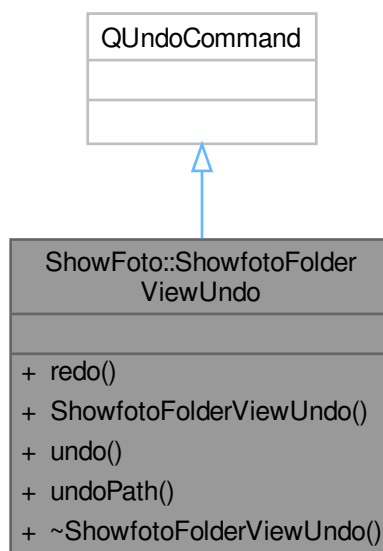 QUndoCommand
ShowFoto::ShowfotoFolder
ViewUndo
+ redo()
+ ShowfotoFolderViewUndo()
+ undo()
+ undoPath()
+ ~ShowfotoFolderViewUndo()